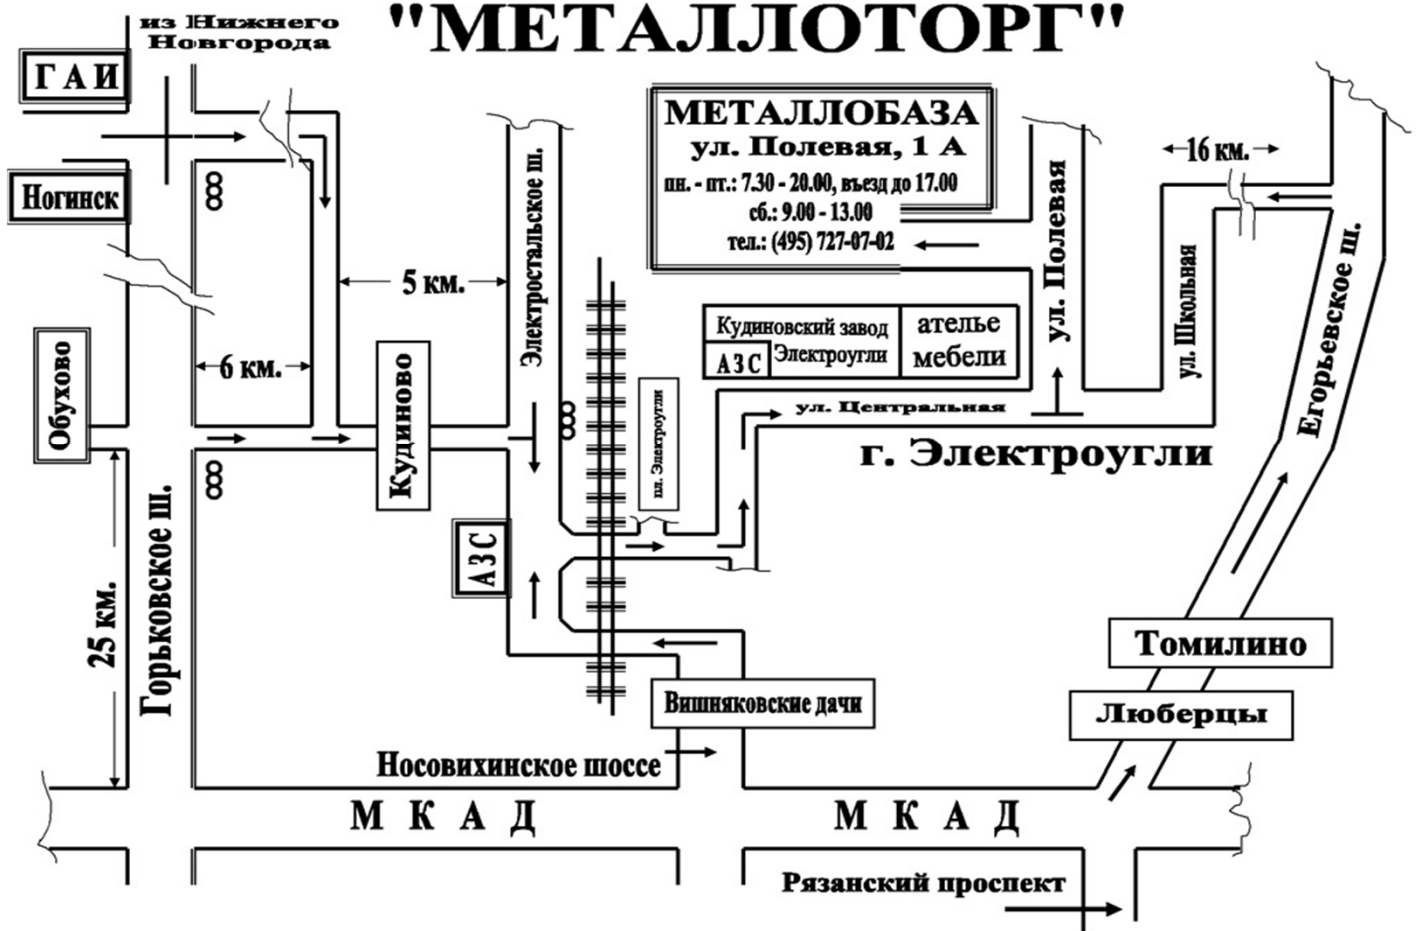 "МЕТАЛЛОТОРГ"
из Нижнего
Новгорода
ГАИ
Ногинск
МЕТАЛЛОБАЗА
ул. Полевая, 1 А
пн. - пт.: 7.30 - 20.00, въезд до 17.00
сб.: 9.00 - 13.00
тел.: (495) 727-07-02
16 км.
Электростальское ш.
ул. Полевая
ул. Школьная
Егорьевское ш.
5 км.
6 км.
Обухово
Кудиново
Кудиновский завод
Электроугли
АЗС
ателье
мебели
пл. Электроугли
ул. Центральная
г. Электроугли
АЗС
25 км.
Горьковское ш.
Томилино
Люберцы
Вишняковские дачи
Носовихинское шоссе
МКАД
МКАД
Рязанский проспект